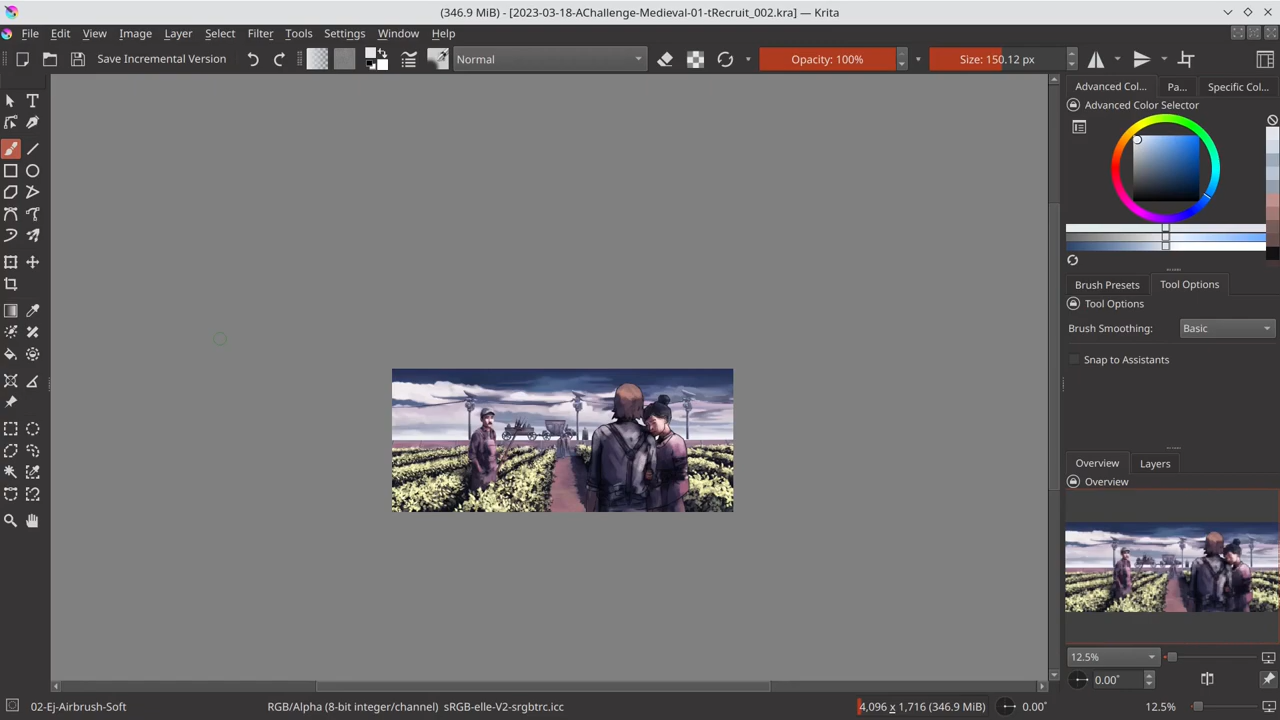 (346.9 MiB) • [2023-03-18-AChallenge-Medieval-01-tRecruit_002.kra] — Krita
File Edit View Image Layer Select Filter Tools Settings Window Help
Save Incremental Version Normal Opacity: 100% Size: 150.12 px
Advanced Col... Pa... Specific Col...
Advanced Color Selector
Brush Presets Tool Options
Tool Options
Brush Smoothing: Basic
Snap to Assistants
Overview Layers
Overview
12.5%
0.00°
02-Ej-Airbrush-Soft RGB/Alpha (8-bit integer/channel) sRGB-elle-V2-srgbtrc.icc 4,096 x 1,716 (346.9 MiB) 0.00° 12.5%